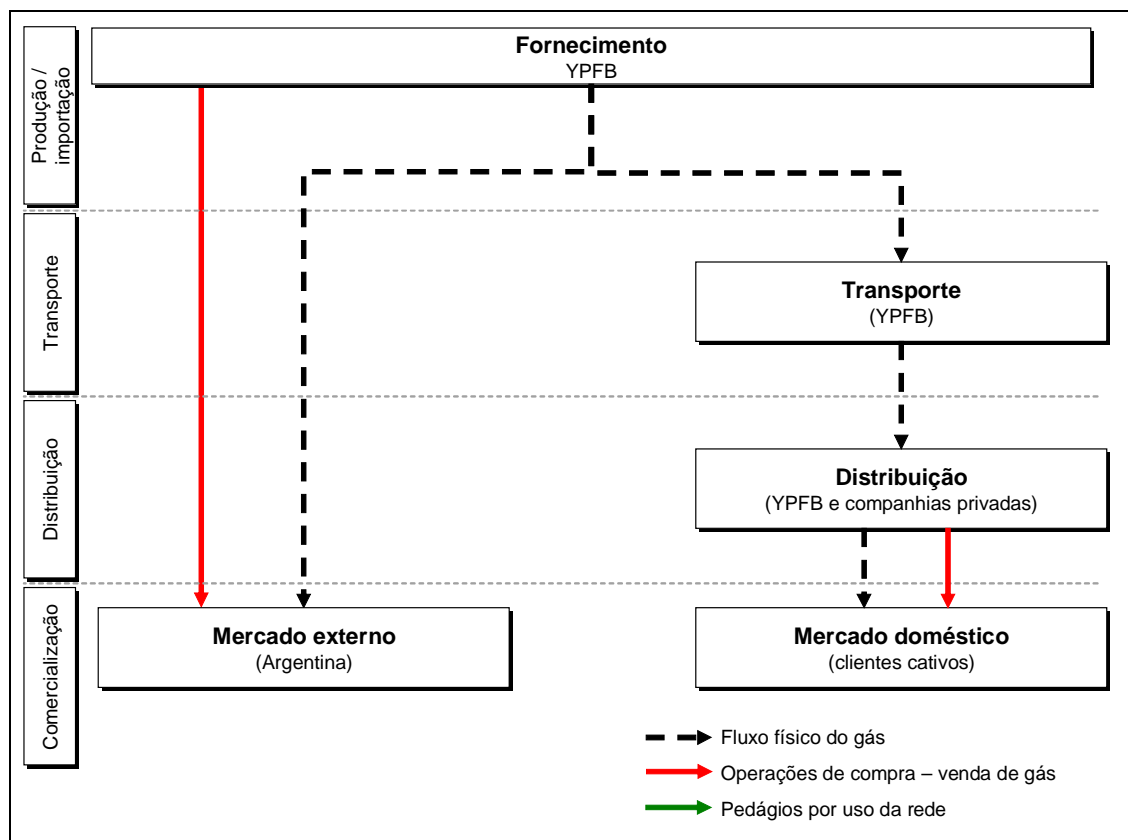 Produção /
importação
Fornecimento
YPFB
Transporte
Transporte
(YPFB)
Distribuição
Distribuição
(YPFB e companhias privadas)
Comercialização
Mercado externo
(Argentina)
Mercado doméstico
(clientes cativos)
Fluxo físico do gás
Operações de compra – venda de gás
Pedágios por uso da rede